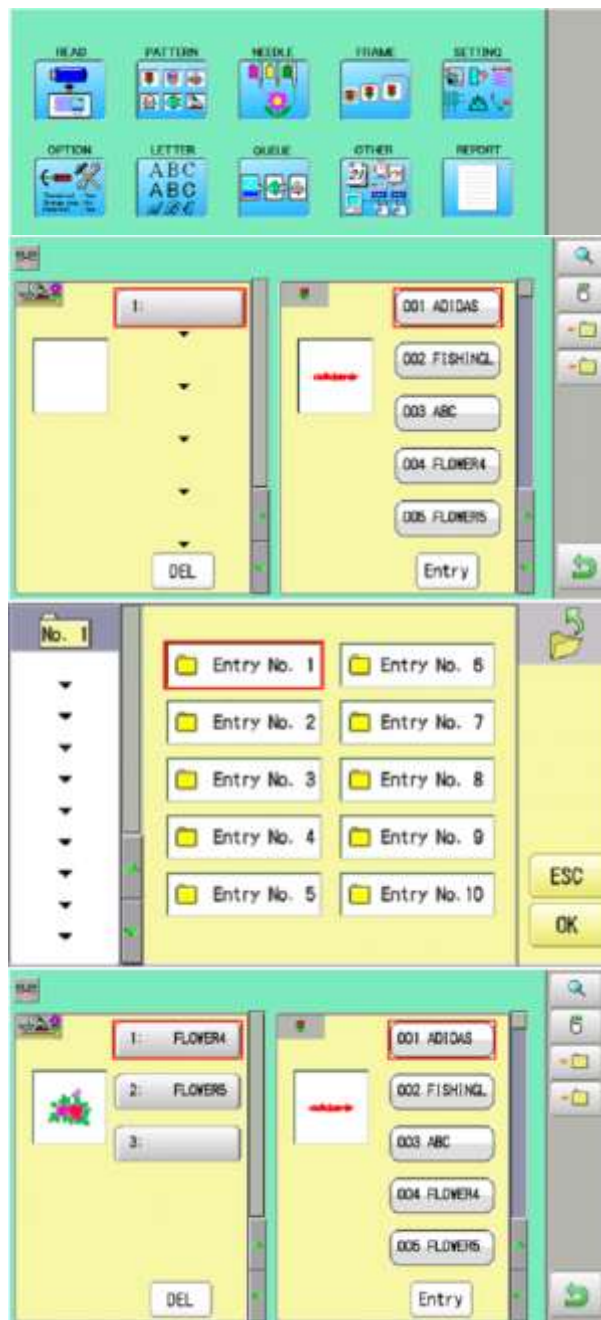 READ PATTERN NEEDLE FRAME SETTING
OPTION LETTER QUEUE OTHER REPORT
ABC
ABC
ABC
1:
001 ADIDAS
002 FISHINGL
003 ABC
004 FLOWER4
005 FLOWER5
DEL
Entry
No. 1
Entry No. 1 Entry No. 6
Entry No. 2 Entry No. 7
Entry No. 3 Entry No. 8
Entry No. 4 Entry No. 9
Entry No. 5 Entry No. 10
ESC
OK
1: FLOWER4
2: FLOWER5
3:
001 ADIDAS
002 FISHINGL
003 ABC
004 FLOWER4
005 FLOWER5
DEL
Entry